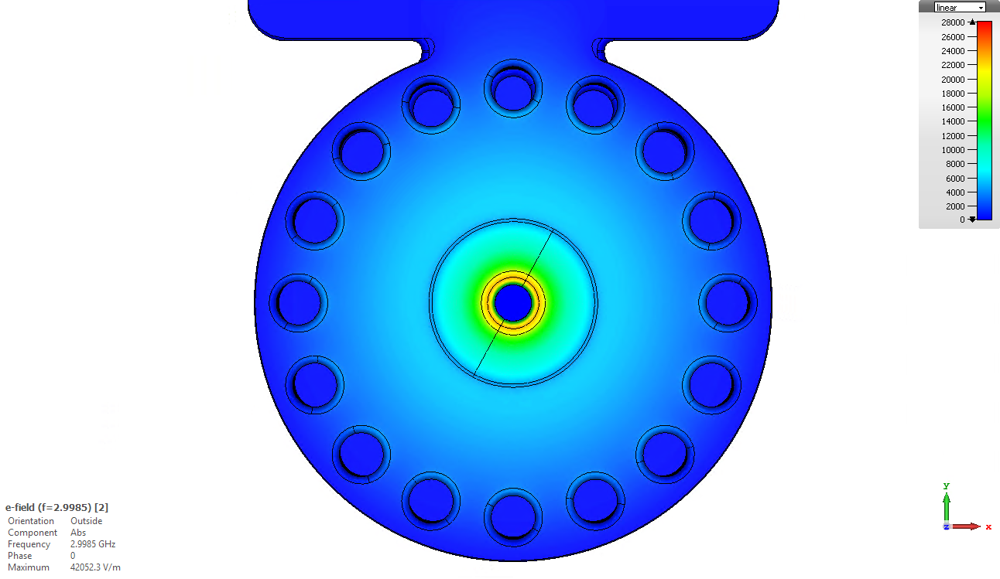 linear
28000
26000
24000
22000
20000
18000
16000
14000
12000
10000
8000
6000
4000
2000
0
y
z x
e-field (f=2.9985) [2]
Orientation Outside
Component Abs
Frequency 2.9985 GHz
Phase 0
Maximum 42052.3 V/m